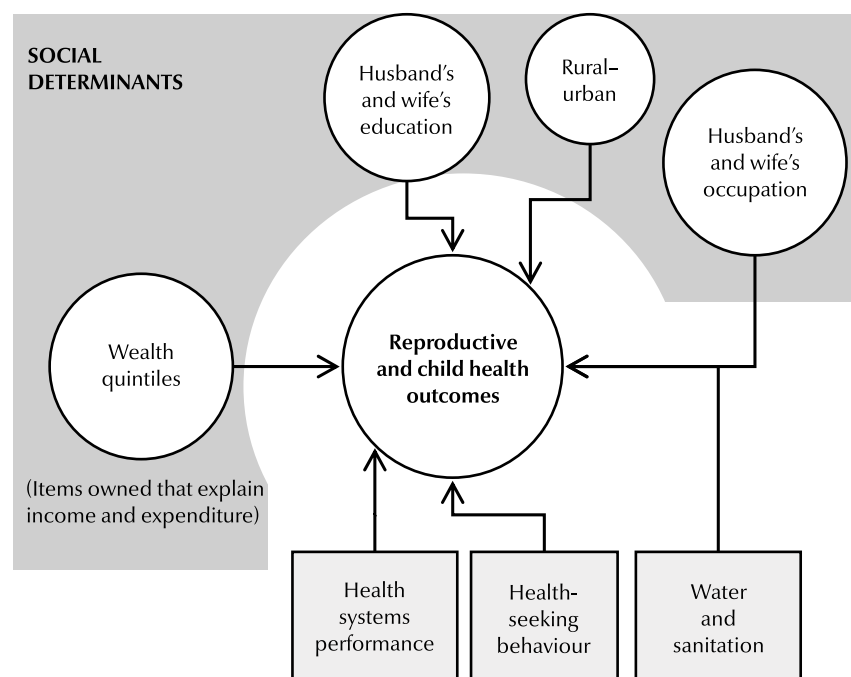 SOCIAL
DETERMINANTS
Husband’s
and wife’s
education
Rural–
urban
Husband’s
and wife’s
occupation
Wealth
quintiles
Reproductive
and child health
outcomes
(Items owned that explain
income and expenditure)
Health
systems
performance
Health-
seeking
behaviour
Water
and
sanitation